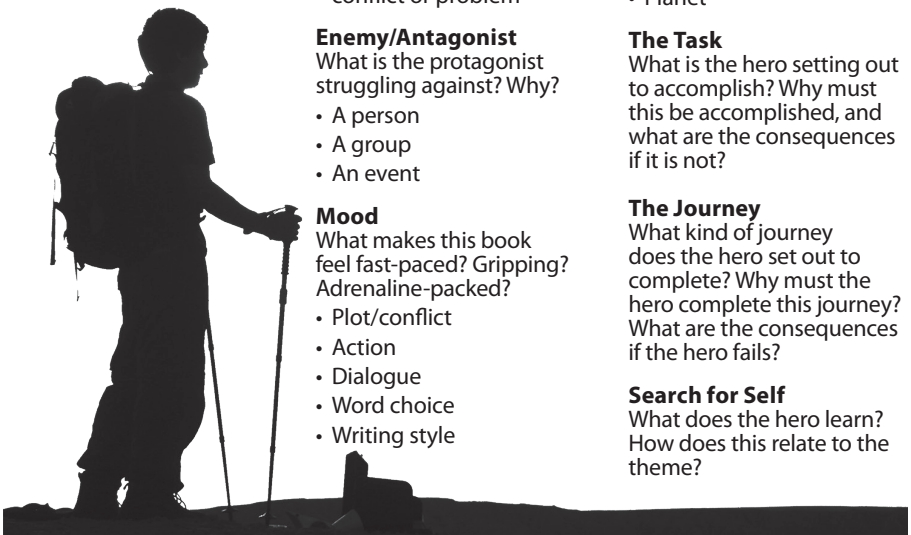 conflict or problem
Enemy/Antagonist
What is the protagonist
struggling against? Why?
• A person
• A group
• An event
Mood
What makes this book
feel fast-paced? Gripping?
Adrenaline-packed?
• Plot/conflict
• Action
• Dialogue
• Word choice
• Writing style
• Planet
The Task
What is the hero setting out
to accomplish? Why must
this be accomplished, and
what are the consequences
if it is not?
The Journey
What kind of journey
does the hero set out to
complete? Why must the
hero complete this journey?
What are the consequences
if the hero fails?
Search for Self
What does the hero learn?
How does this relate to the
theme?